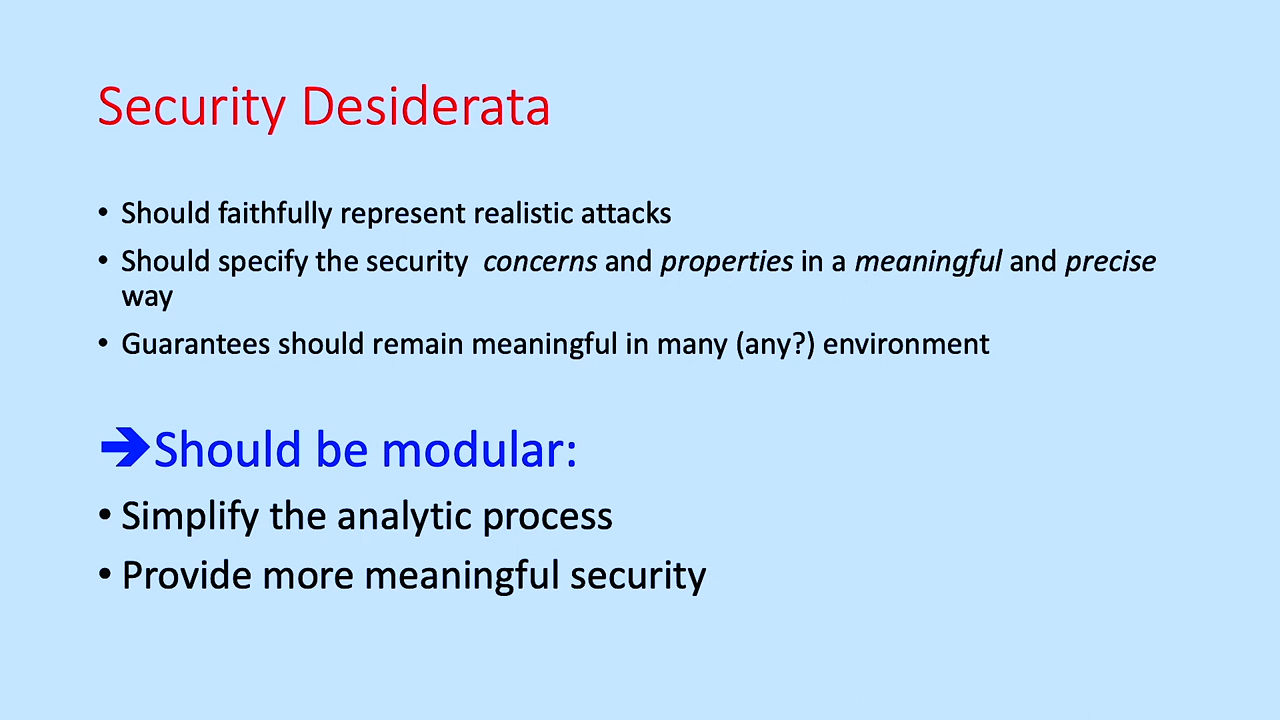 Security Desiderata
• Should faithfully represent realistic attacks
• Should specify the security concerns and properties in a meaningful and precise
way
• Guarantees should remain meaningful in many (any?) environment
➔Should be modular:
• Simplify the analytic process
• Provide more meaningful security